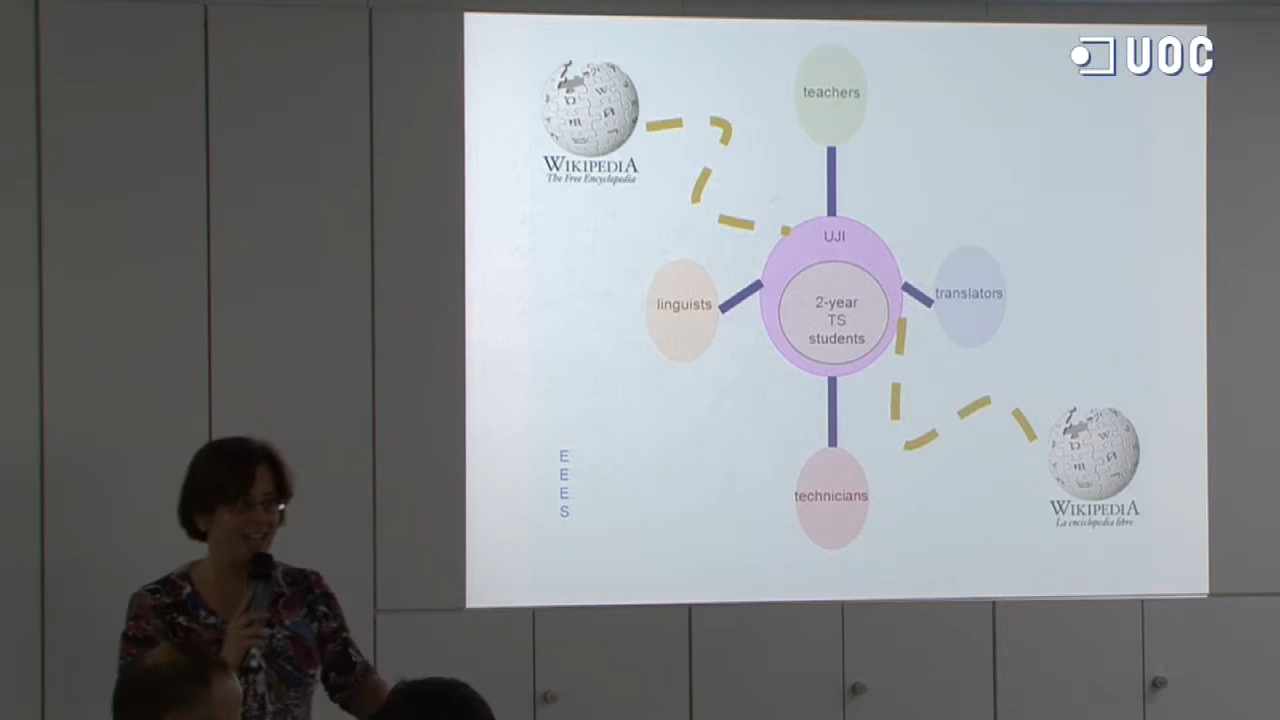 UOC
teachers
WIKIPEDIA
The Free Encyclopedia
UJI
linguists
2-year
TS
students
translators
E
E
E
S
technicians
WIKIPEDIA
La enciclopedia libre